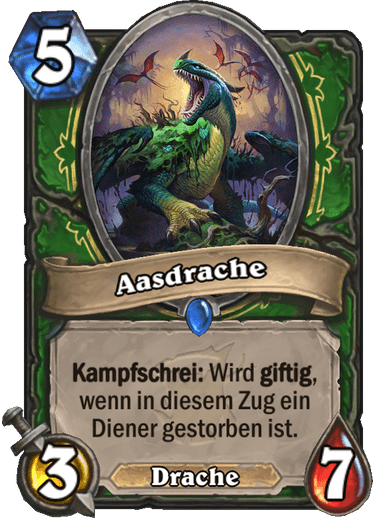 5
Aasdrache
Kampfschrei: Wird giftig,
wenn in diesem Zug ein
Diener gestorben ist.
3
Drache
7